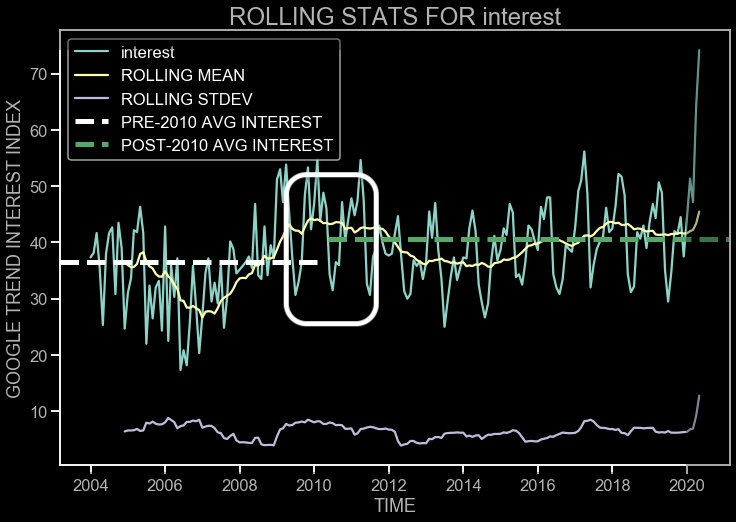 ROLLING STATS FOR interest
interest
ROLLING MEAN
ROLLING STDEV
PRE-2010 AVG INTEREST
POST-2010 AVG INTEREST
GOOGLE TREND INTEREST INDEX
70
60
50
40
30
20
10
2004 2006 2008 2010 2012 2014 2016 2018 2020
TIME